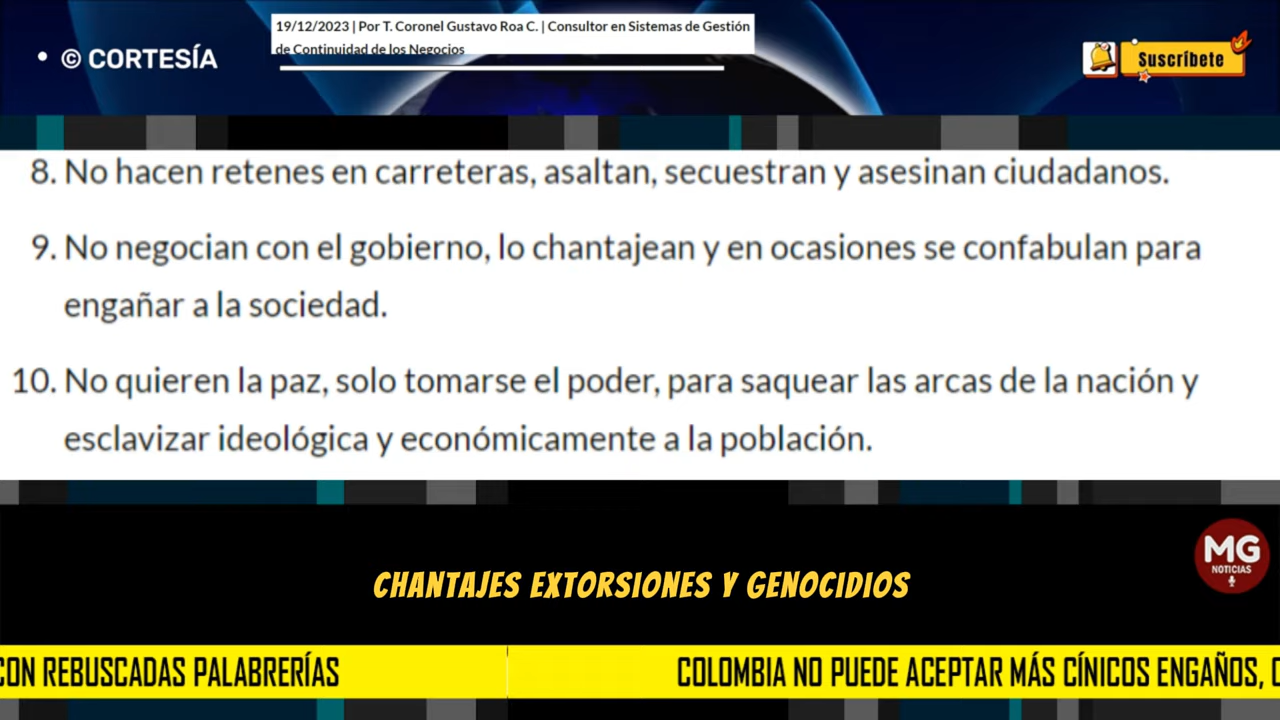 19/12/2023 | Por T. Coronel Gustavo Roa C. | Consultor en Sistemas de Gestión
de Continuidad de los Negocios
• © CORTESÍA
Suscríbete
8. No hacen retenes en carreteras, asaltan, secuestran y asesinan ciudadanos.
9. No negocian con el gobierno, lo chantajean y en ocasiones se confabulan para
engañar a la sociedad.
10. No quieren la paz, solo tomarse el poder, para saquear las arcas de la nación y
esclavizar ideológica y económicamente a la población.
MG
NOTICIAS
CHANTAJES EXTORSIONES Y GENOCIDIOS
CON REBUSCADAS PALABRERÍAS
COLOMBIA NO PUEDE ACEPTAR MÁS CÍNICOS ENGAÑOS,